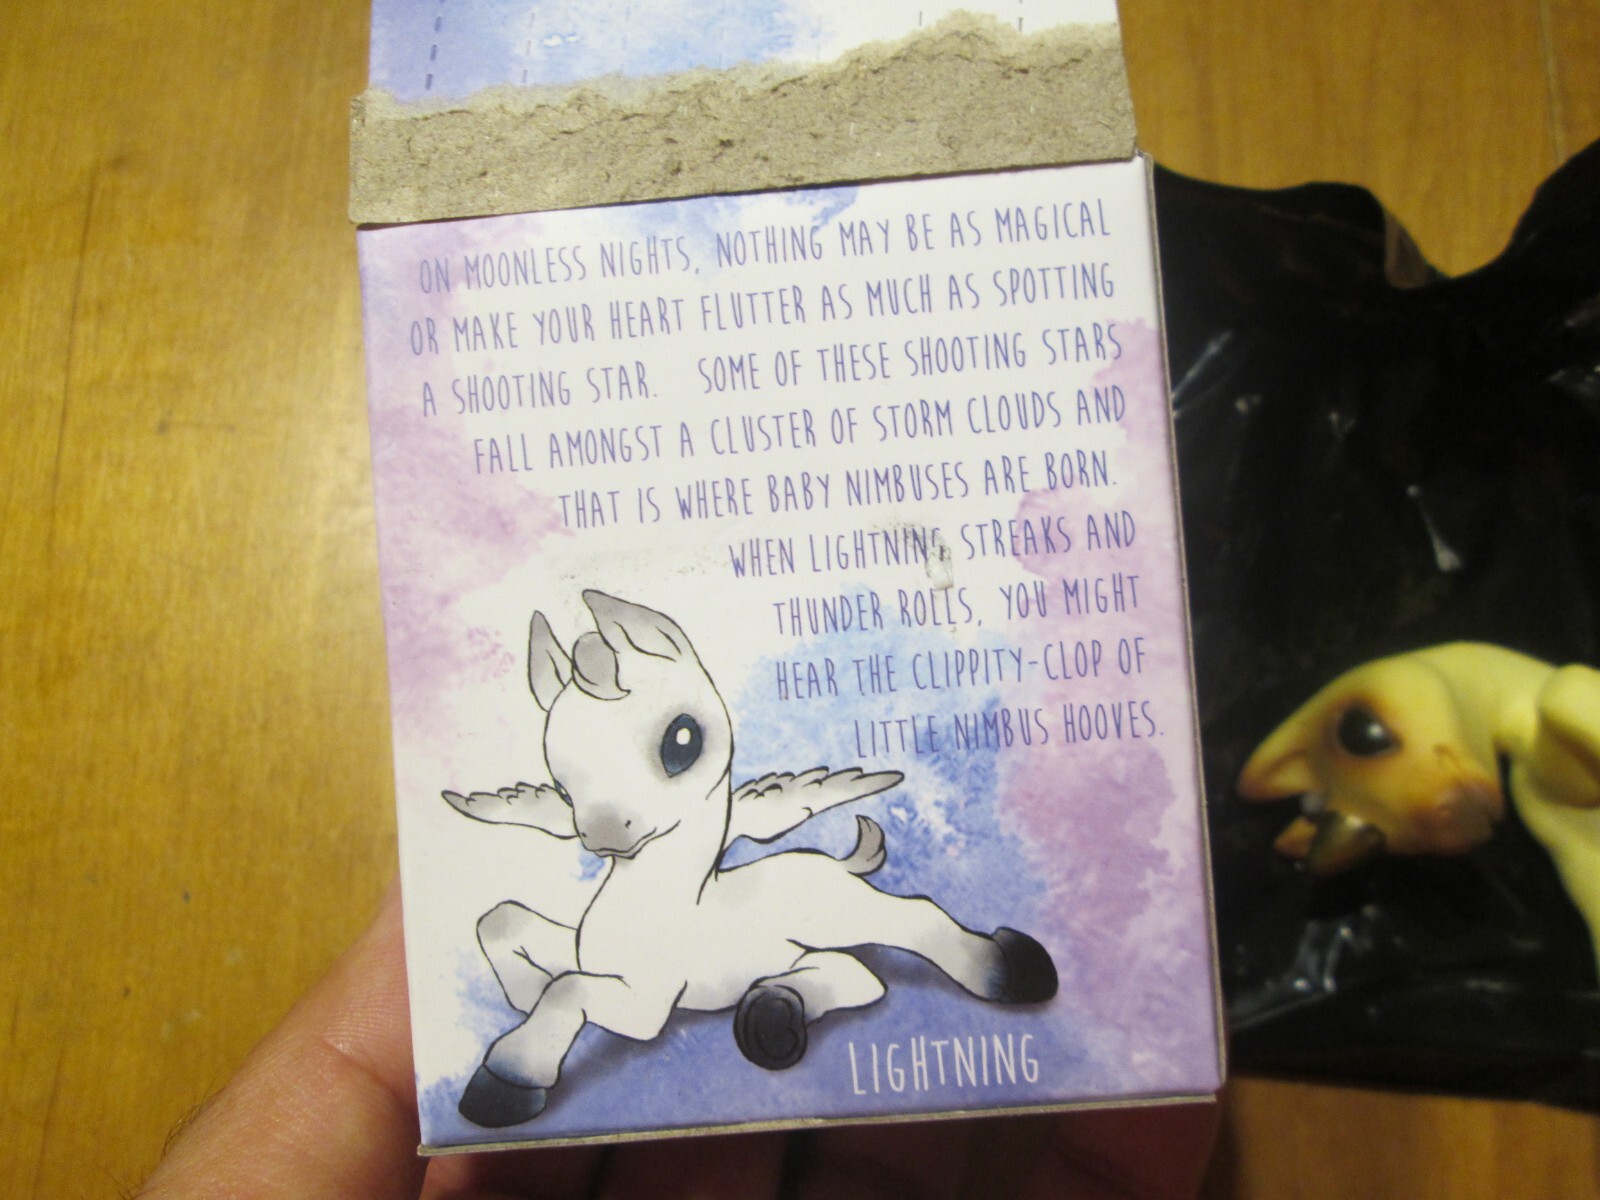 ON MOONLESS NIGHTS, NOTHING MAY BE AS MAGICAL
OR MAKE YOUR HEART FLUTTER AS MUCH AS SPOTTING
A SHOOTING STAR. SOME OF THESE SHOOTING STARS
FALL AMONGST A CLUSTER OF STORM CLOUDS AND
THAT IS WHERE BABY NIMBUSES ARE BORN.
WHEN LIGHTNING STREAKS AND
THUNDER ROLLS, YOU MIGHT
HEAR THE CLIPPITY-CLOP OF
LITTLE NIMBUS HOOVES.
LIGHTNING